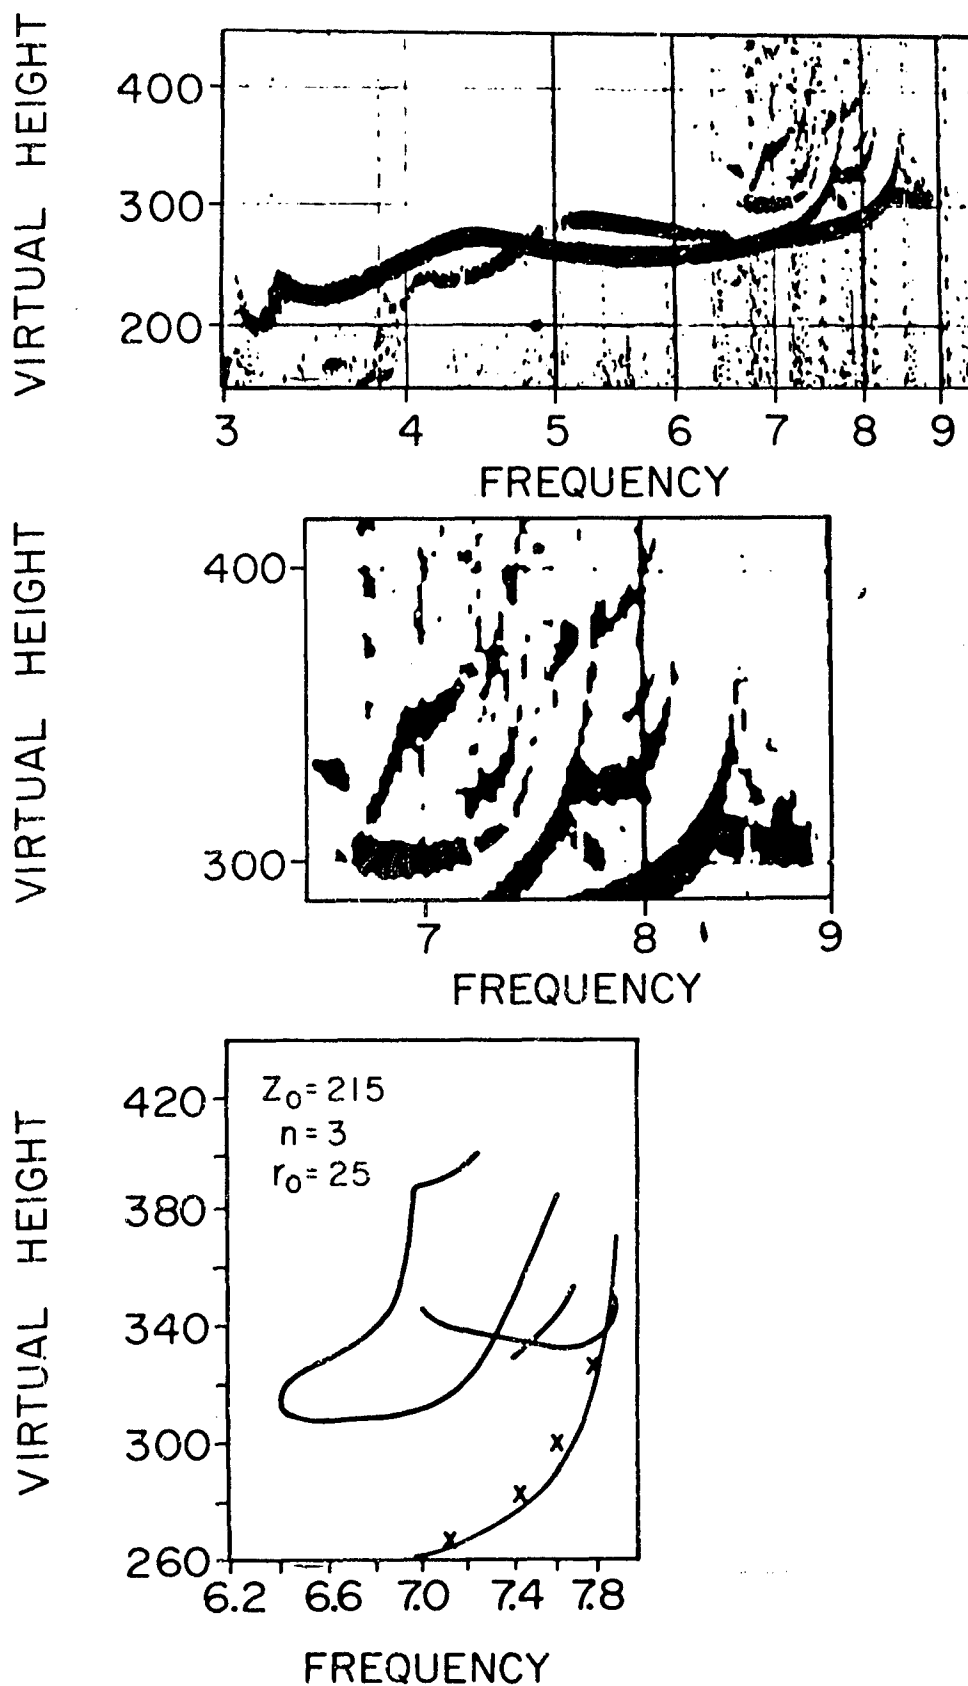 VIRTUAL HEIGHT
400
300
200
3 4 5 6 7 8 9
FREQUENCY
VIRTUAL HEIGHT
400
300
7 8 9
FREQUENCY
VIRTUAL HEIGHT
Zo=215
n=3
ro=25
420
380
340
300
260
x
x
x
x
6.2 6.6 7.0 7.4 7.8
FREQUENCY